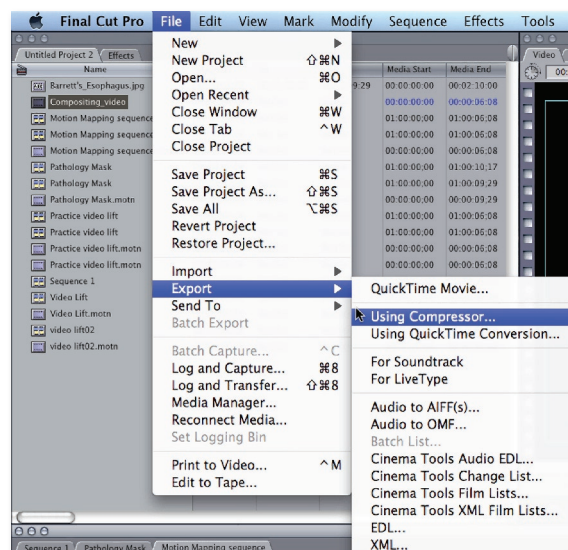 Final Cut Pro File Edit View Mark Modify Sequence Effects Tools
Untitled Project 2 Effects
Video
Name
Media Start Media End
00:
Barrett's_Esophagus.jpg
9:29 00:00:00:00 00:02:10:00
Compositing_video
00:00:00;00 00:00:06;08
Motion Mapping sequence
01:00:00;00 01:00:06;08
Motion Mapping sequence
01:00:00;00 01:00:06;08
Motion Mapping sequence
00:00:00;00 00:00:06;08
Pathology Mask
01:00:00;00 01:00:10;17
Pathology Mask
01:00:00;00 01:00:09;29
Pathology Mask.motn
00:00:00;00 00:00:09;29
Practice video lift
01:00:00;00 01:00:06;08
Practice video lift
01:00:00;00 01:00:06;08
Practice video lift.motn
00:00:00;00 00:00:06;08
Practice video lift.motn
00:00:00;00 00:00:06;08
Sequence 1
Video Lift
Video Lift.motn
video lift02
video lift02.motn
New
New Project ⇧⌘N
Open... ⌘O
Open Recent
Close Window ⌘W
Close Tab ^W
Close Project
Save Project ⌘S
Save Project As... ⇧⌘S
Save All ⌥⌘S
Revert Project
Restore Project...
Import
Export
Send To
Batch Export
Batch Capture... ^C
Log and Capture... ⌘8
Log and Transfer... ⇧⌘8
Media Manager...
Reconnect Media...
Set Logging Bin
Print to Video... ^M
Edit to Tape...
QuickTime Movie...
Using Compressor...
Using QuickTime Conversion...
For Soundtrack
For LiveType
Audio to AIFF(s)...
Audio to OMF...
Batch List...
Cinema Tools Audio EDL...
Cinema Tools Change List...
Cinema Tools Film Lists...
Cinema Tools XML Film Lists...
EDL...
XML...
Sequence 1 Pathology Mask Motion Mapping sequence